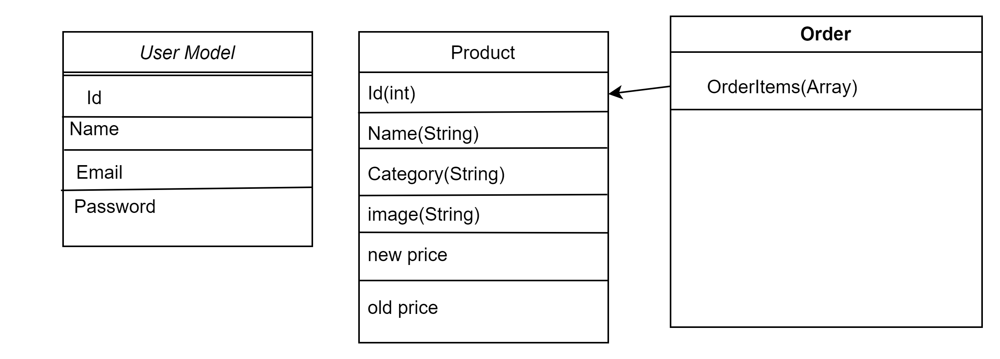 User Model
Id
Name
Email
Password
Product
Id(int)
Name(String)
Category(String)
image(String)
new price
old price
Order
OrderItems(Array)